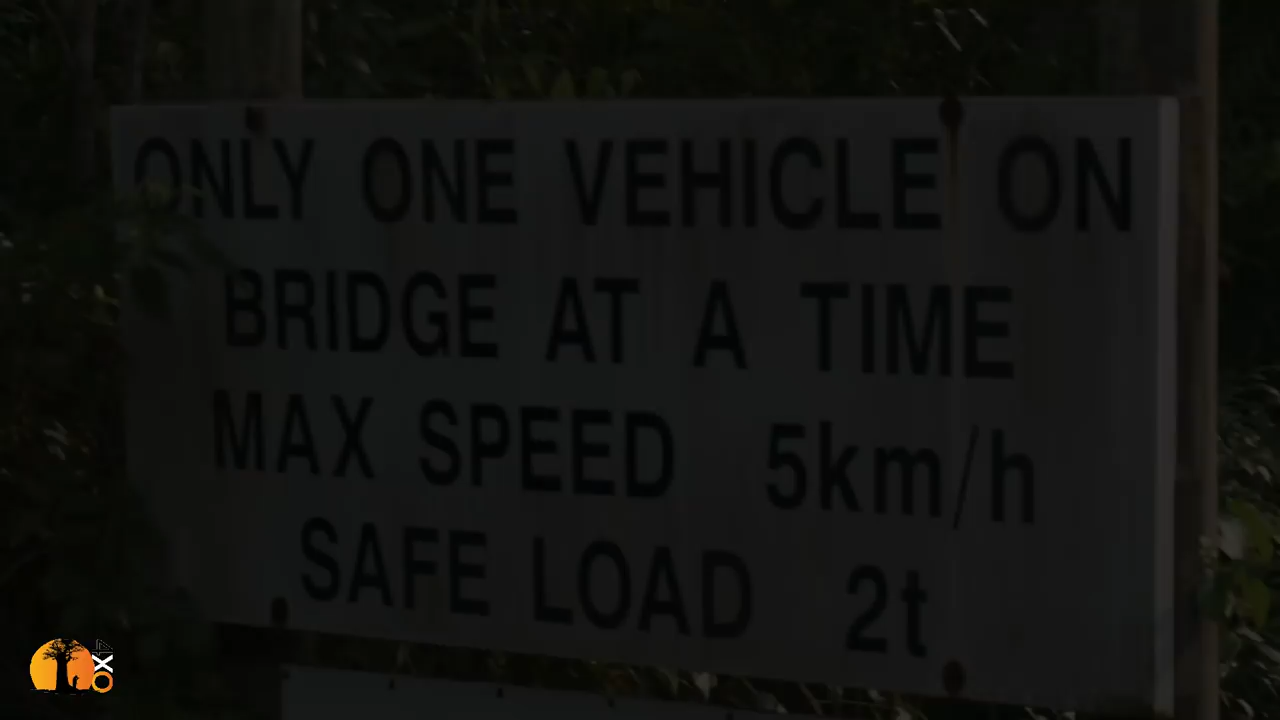 ONLY ONE VEHICLE ON
BRIDGE AT A TIME
MAX SPEED 5km/h
SAFE LOAD 2t